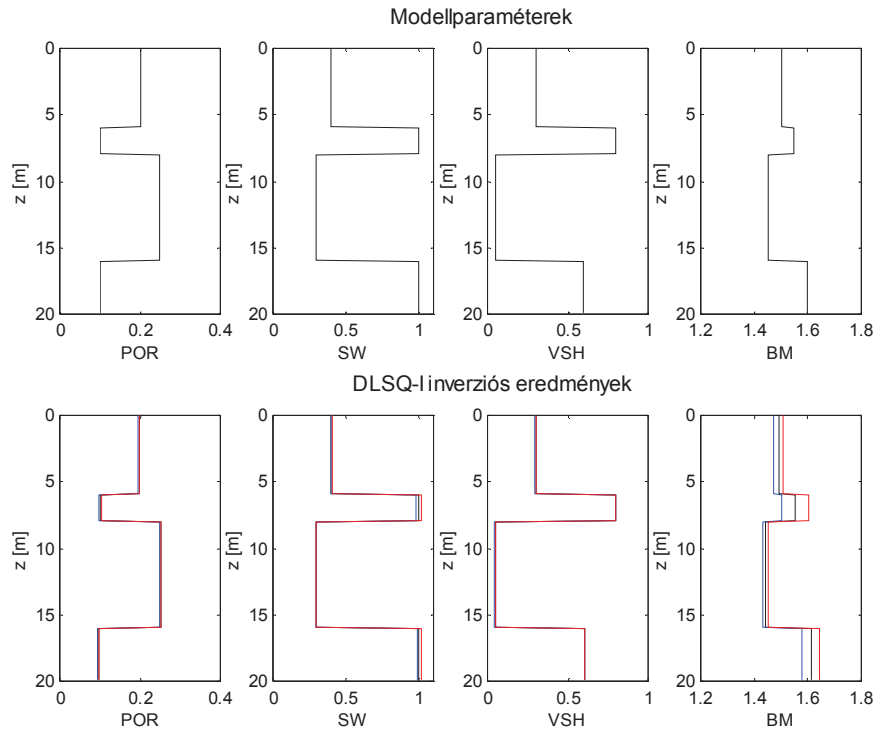 Modellparaméterek
0 0 0 0
5 5 5 5
10 10 10 10
15 15 15 15
20 20 20 20
z [m] z [m] z [m] z [m]
0 0.2 0.4 0 0.5 1 0 0.5 1 1.2 1.4 1.6 1.8
POR SW VSH BM
DLSQ-I inverziós eredmények
0 0 0 0
5 5 5 5
10 10 10 10
15 15 15 15
20 20 20 20
z [m] z [m] z [m] z [m]
0 0.2 0.4 0 0.5 1 0 0.5 1 1.2 1.4 1.6 1.8
POR SW VSH BM